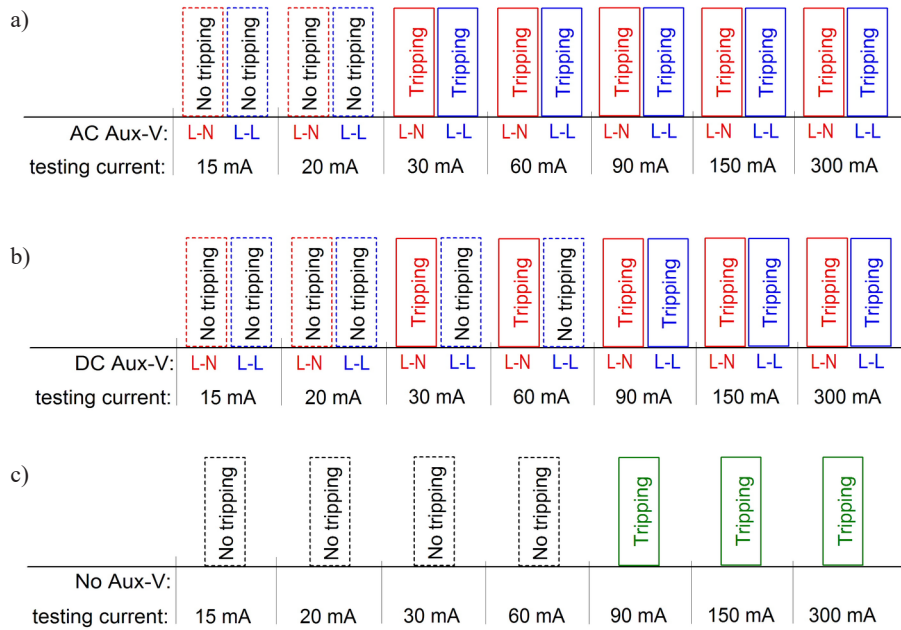 a)
No tripping No tripping No tripping No tripping Tripping Tripping Tripping Tripping Tripping Tripping Tripping Tripping Tripping Tripping
AC Aux-V: L-N L-L L-N L-L L-N L-L L-N L-L L-N L-L L-N L-L L-N L-L
testing current: 15 mA 20 mA 30 mA 60 mA 90 mA 150 mA 300 mA
b)
No tripping No tripping No tripping No tripping Tripping No tripping Tripping No tripping Tripping Tripping Tripping Tripping Tripping Tripping
DC Aux-V: L-N L-L L-N L-L L-N L-L L-N L-L L-N L-L L-N L-L L-N L-L
testing current: 15 mA 20 mA 30 mA 60 mA 90 mA 150 mA 300 mA
c)
No tripping No tripping No tripping No tripping Tripping Tripping Tripping
No Aux-V:
testing current: 15 mA 20 mA 30 mA 60 mA 90 mA 150 mA 300 mA